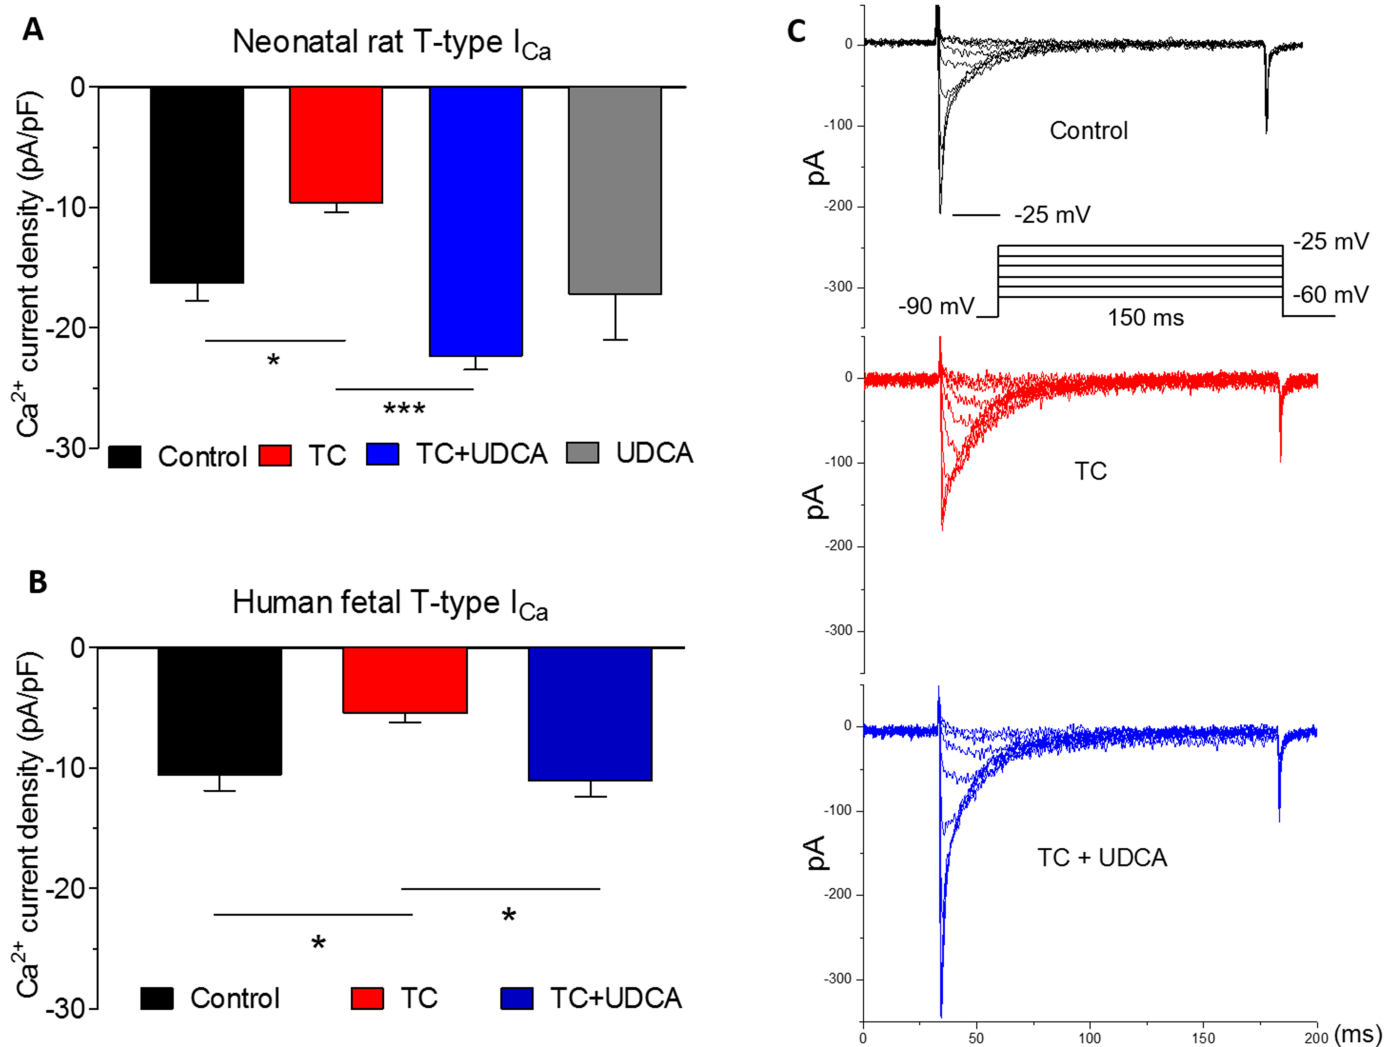 A
Neonatal rat T-type I_Ca
Ca²⁺ current density (pA/pF)
0
-10
-20
-30
*
***
Control
TC
TC+UDCA
UDCA
B
Human fetal T-type I_Ca
Ca²⁺ current density (pA/pF)
0
-10
-20
-30
*
*
Control
TC
TC+UDCA
C
pA
0
-100
-200
-300
Control
-25 mV
-25 mV
-90 mV
-60 mV
150 ms
pA
0
-100
-200
-300
TC
pA
0
-100
-200
-300
TC + UDCA
0
50
100
150
200
(ms)